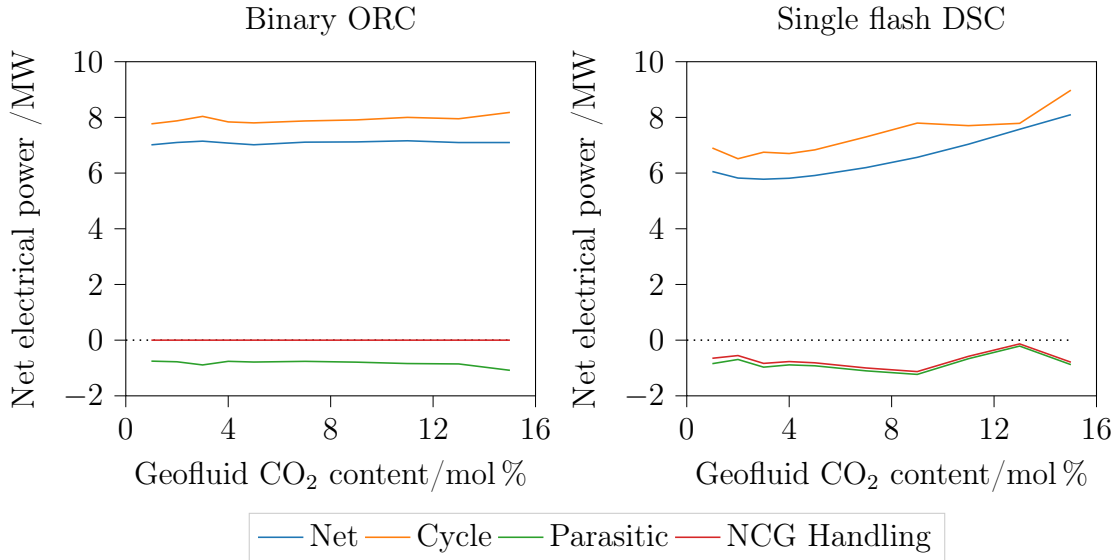 Binary ORC
Net electrical power /MW
10
8
6
4
2
0
−2
0 4 8 12 16
Geofluid CO₂ content/mol %
Single flash DSC
Net electrical power /MW
10
8
6
4
2
0
−2
0 4 8 12 16
Geofluid CO₂ content/mol %
Net Cycle Parasitic NCG Handling